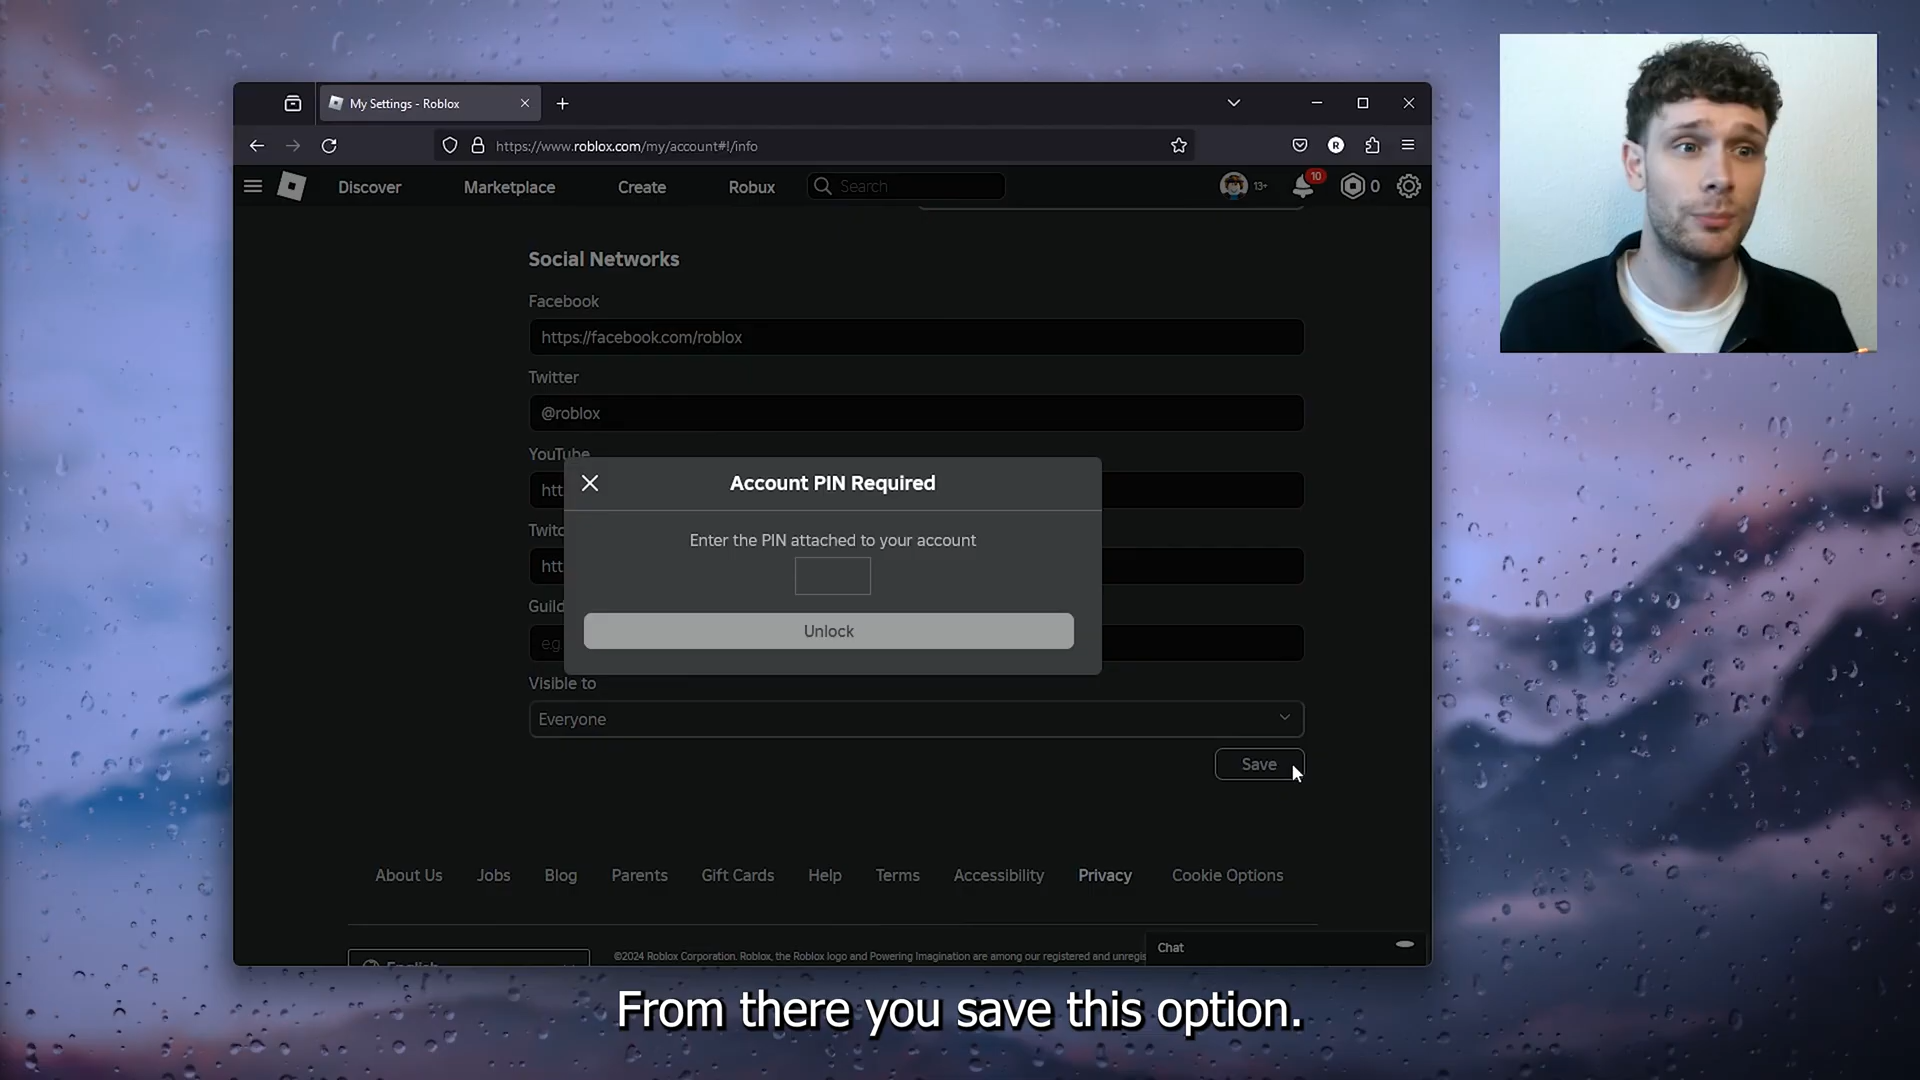 My Settings - Roblox
https://www.roblox.com/my/account#!/info
Discover
Marketplace
Create
Robux
Search
13+
10
0
Social Networks
Facebook
https://facebook.com/roblox
Twitter
@roblox
YouTube
htt
Account PIN Required
Twitc
Enter the PIN attached to your account
htt
Guild
Unlock
e.g.
Visible to
Everyone
Save
About Us
Jobs
Blog
Parents
Gift Cards
Help
Terms
Accessibility
Privacy
Cookie Options
Chat
English
©2024 Roblox Corporation. Roblox, the Roblox logo and Powering Imagination are among our registered and unregis
From there you save this option.